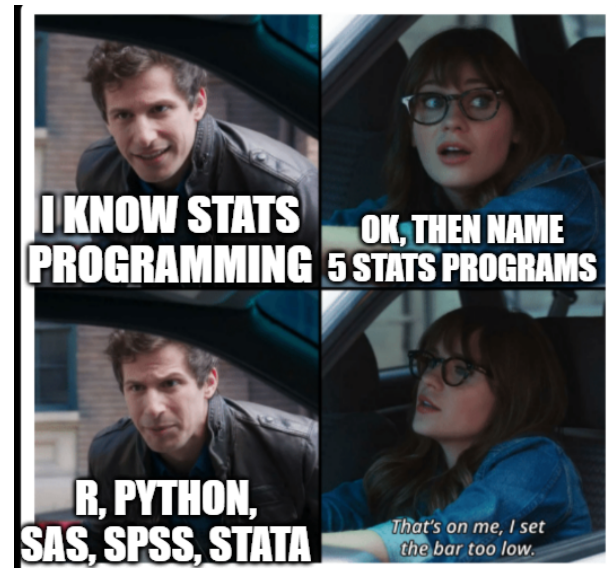 I KNOW STATS
PROGRAMMING
OK, THEN NAME
5 STATS PROGRAMS
R, PYTHON,
SAS, SPSS, STATA
That's on me, I set
the bar too low.